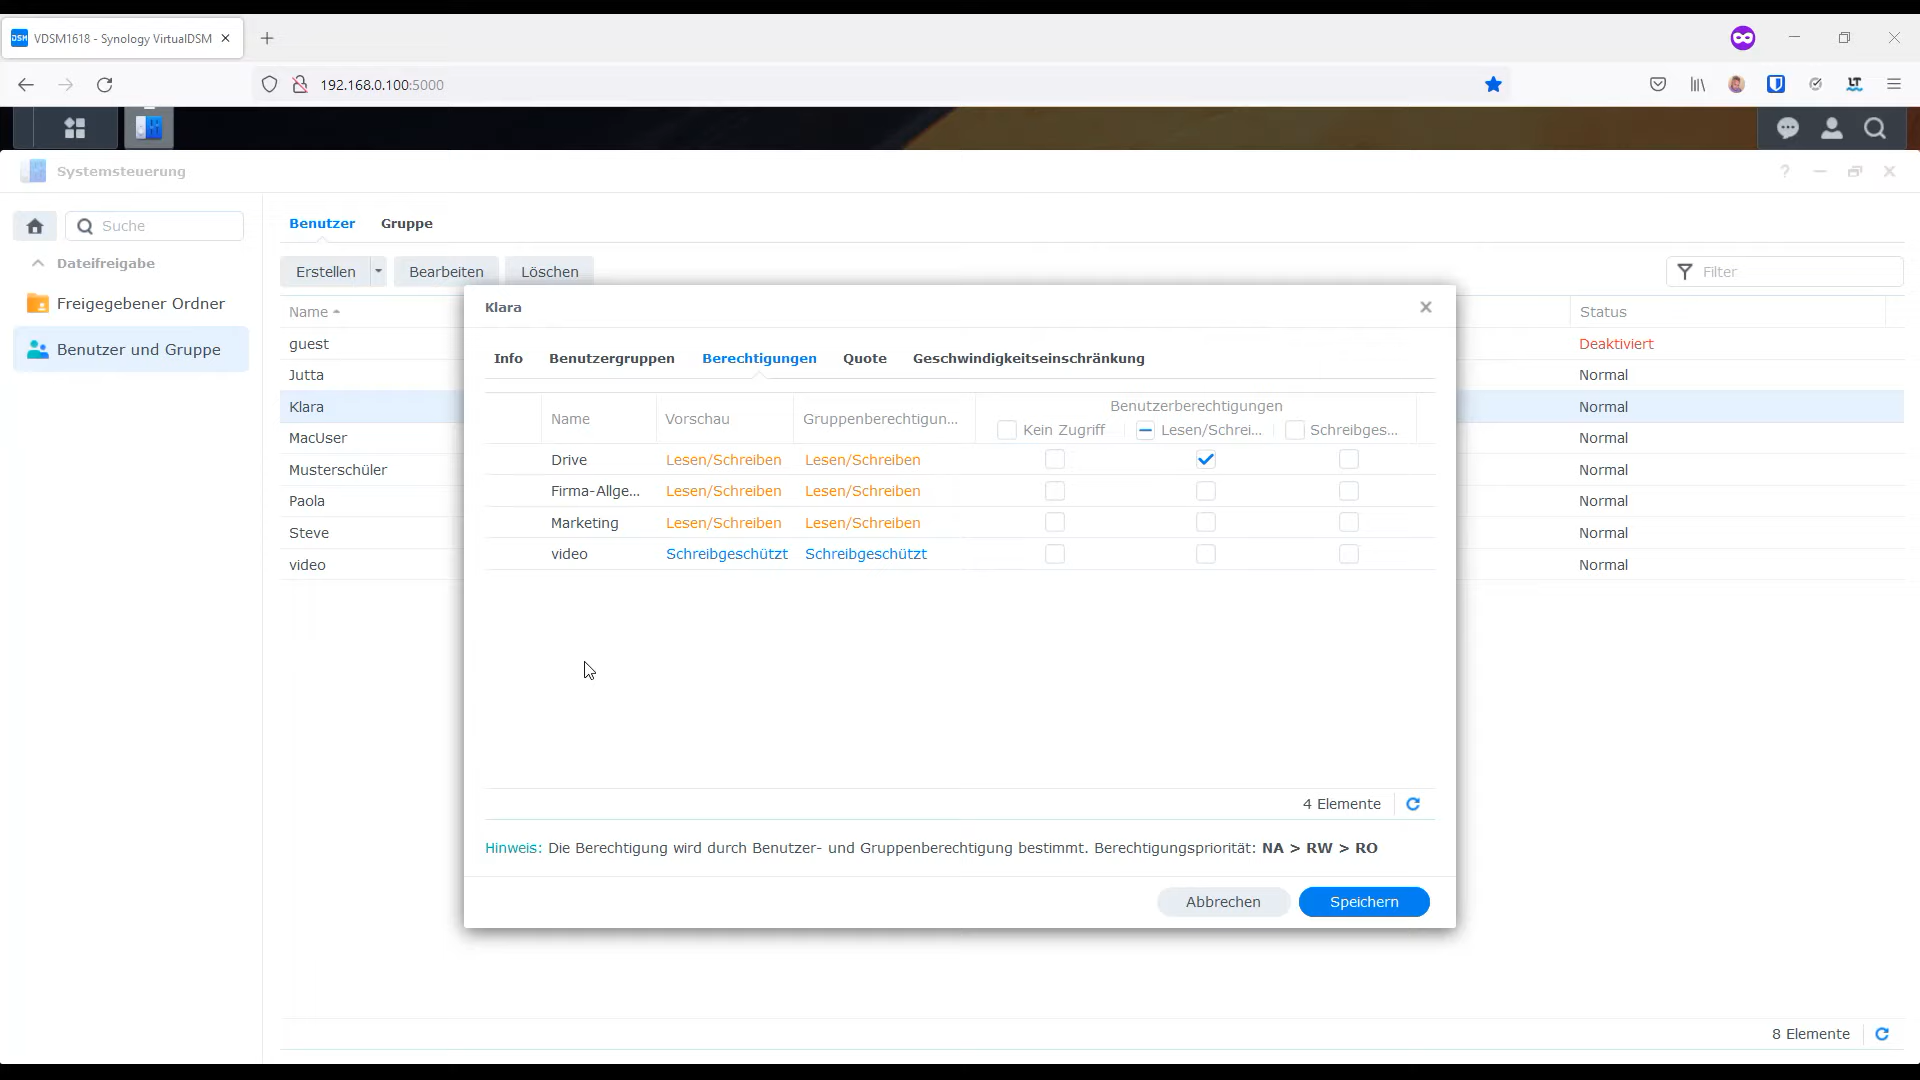 VDSM1618 - Synology VirtualDSM
192.168.0.100:5000
Systemsteuerung
Suche
Dateifreigabe
Freigegebener Ordner
Benutzer und Gruppe
Benutzer Gruppe
Erstellen Bearbeiten Löschen
Filter
Name Status
guest Deaktiviert
Jutta Normal
Klara Normal
MacUser Normal
Musterschüler Normal
Paola Normal
Steve Normal
video Normal
8 Elemente
Klara
Info Benutzergruppen Berechtigungen Quote Geschwindigkeitseinschränkung
Benutzerberechtigungen
Name Vorschau Gruppenberechtigun... Kein Zugriff Lesen/Schrei... Schreibges...
Drive Lesen/Schreiben Lesen/Schreiben
Firma-Allge... Lesen/Schreiben Lesen/Schreiben
Marketing Lesen/Schreiben Lesen/Schreiben
video Schreibgeschützt Schreibgeschützt
4 Elemente
Hinweis: Die Berechtigung wird durch Benutzer- und Gruppenberechtigung bestimmt. Berechtigungspriorität: NA > RW > RO
Abbrechen Speichern